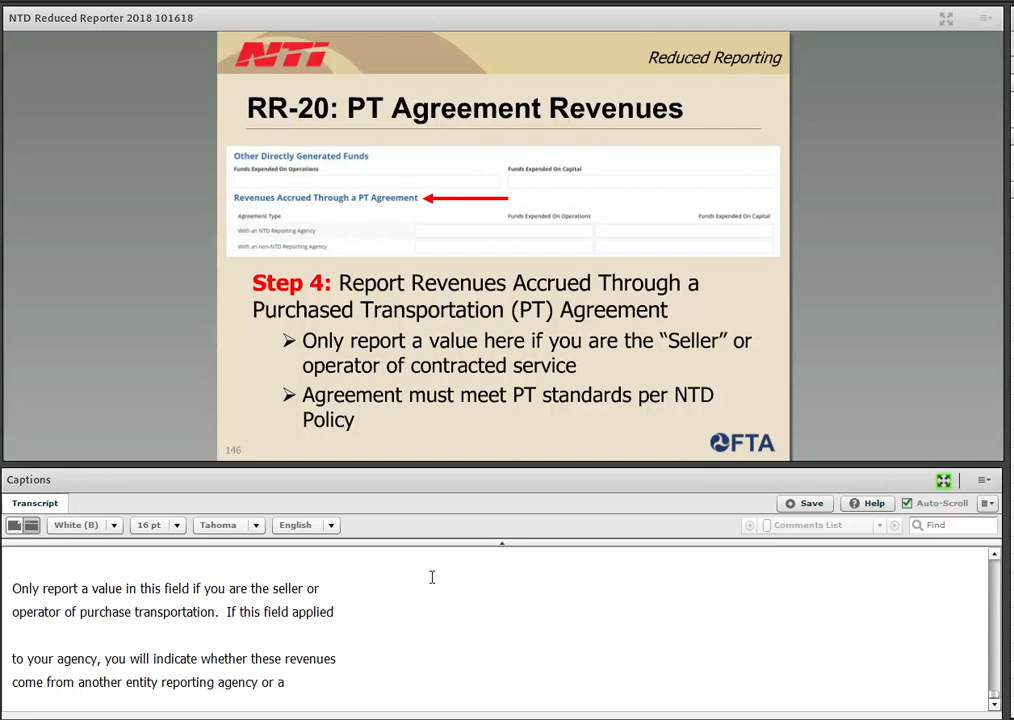 NTD Reduced Reporter 2018 101618
NTI
Reduced Reporting
RR-20: PT Agreement Revenues
Other Directly Generated Funds
Funds Expended On Operations Funds Expended On Capital
Revenues Accrued Through a PT Agreement
Agreement Type Funds Expended On Operations Funds Expended On Capital
With an NTD Reporting Agency
With an non-NTD Reporting Agency
Step 4: Report Revenues Accrued Through a
Purchased Transportation (PT) Agreement
Only report a value here if you are the “Seller” or
operator of contracted service
Agreement must meet PT standards per NTD
Policy
146
FTA
Captions
Transcript
Save
Help
Auto-Scroll
White (B)
16 pt
Tahoma
English
Comments List
Find
Only report a value in this field if you are the seller or
operator of purchase transportation.  If this field applied
to your agency, you will indicate whether these revenues
come from another entity reporting agency or a